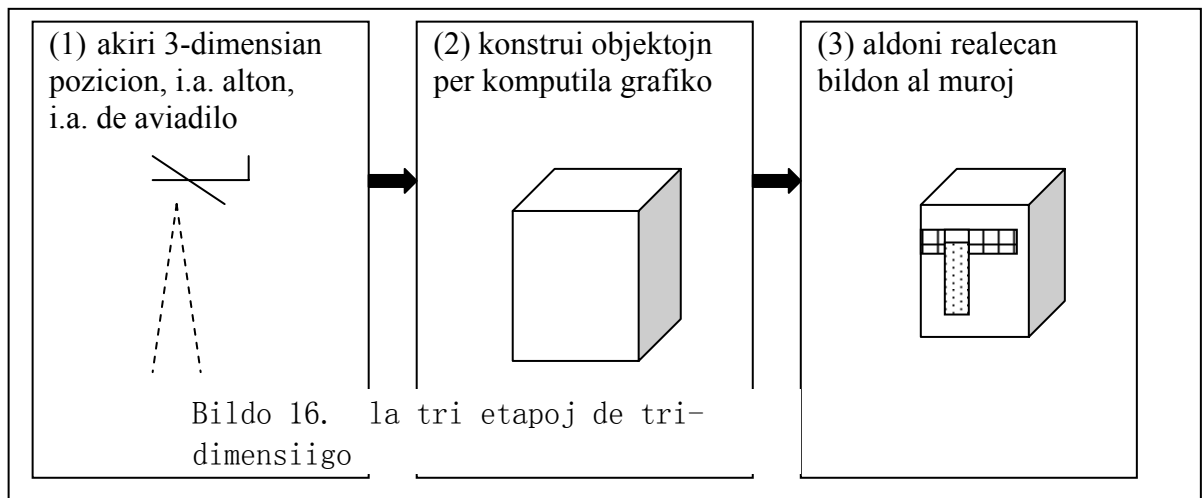 (1) akiri 3-dimensian
pozicion, i.a. alton,
i.a. de aviadilo
(2) konstrui objektojn
per komputila grafiko
(3) aldoni realecan
bildon al muroj
Bildo 16.  la tri etapoj de tri-
dimensiigo